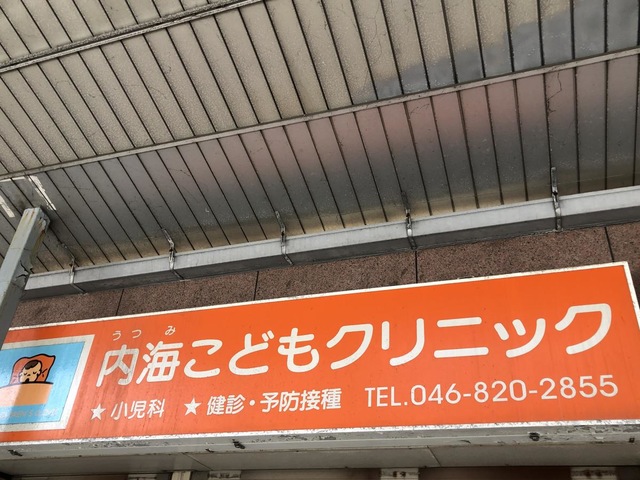 うつみ
内海こどもクリニック
★小児科 ★健診・予防接種 TEL.046-820-2855